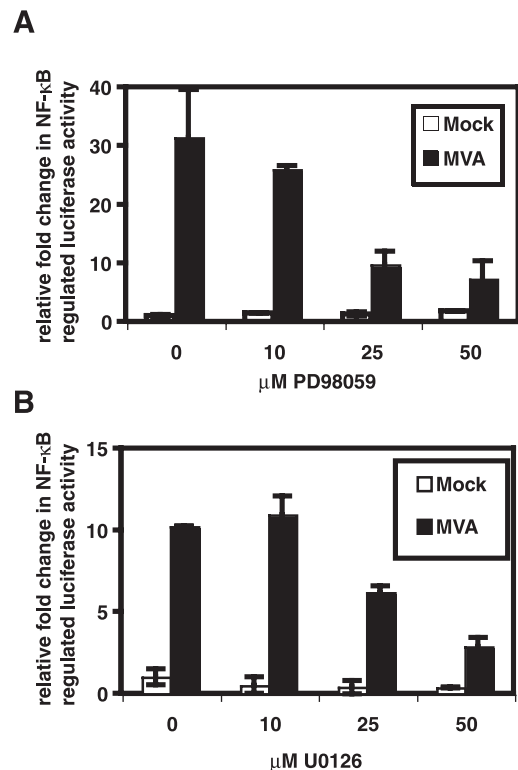 A
relative fold change in NF-κB
regulated luciferase activity
40
30
20
10
0
Mock
MVA
0 10 25 50
μM PD98059
B
relative fold change in NF-κB
regulated luciferase activity
15
10
5
0
Mock
MVA
0 10 25 50
μM U0126